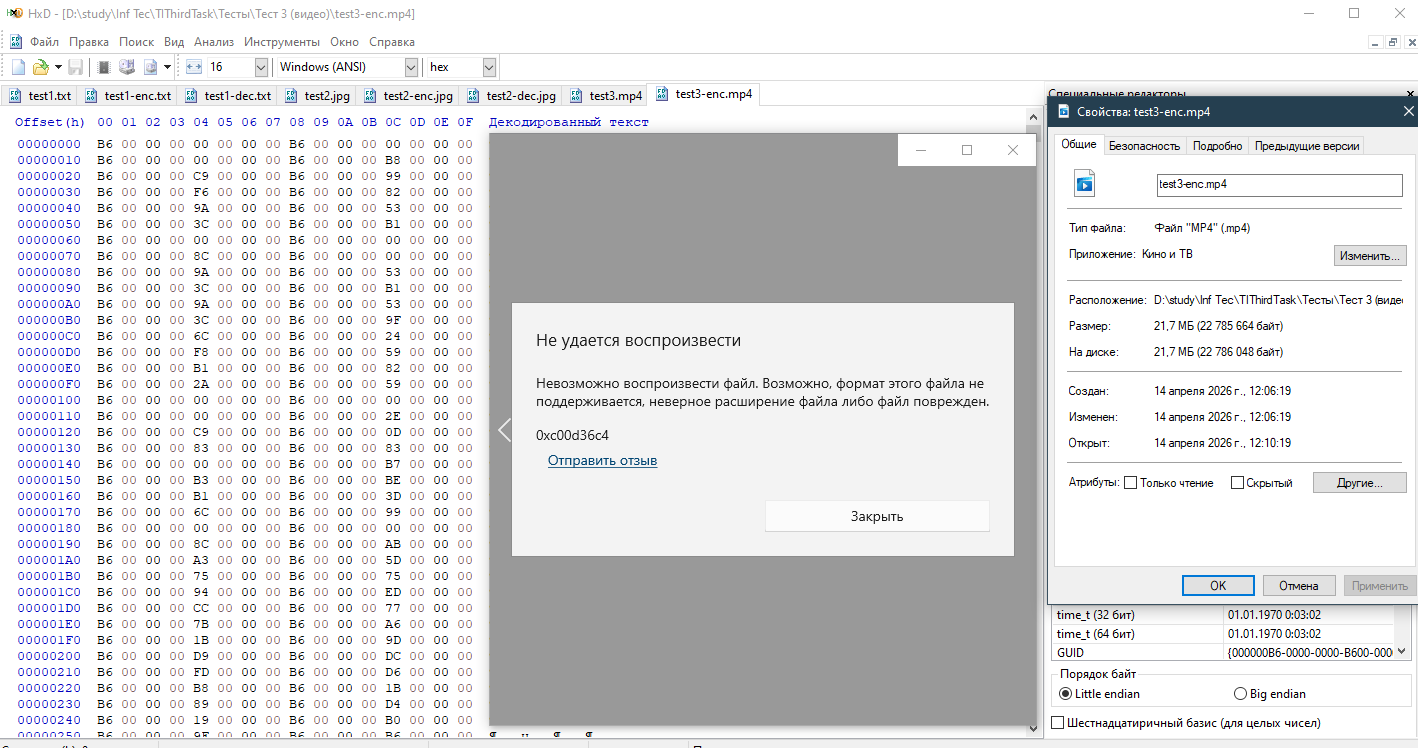 HxD - [D:\study\Inf Tec\TIThirdTask\Тесты\Тест 3 (видео)\test3-enc.mp4]
Файл Правка Поиск Вид Анализ Инструменты Окно Справка
16 Windows (ANSI) hex
test1.txt test1-enc.txt test1-dec.txt test2.jpg test2-enc.jpg test2-dec.jpg test3.mp4 test3-enc.mp4
Специальные редакторы
Offset(h) 00 01 02 03 04 05 06 07 08 09 0A 0B 0C 0D 0E 0F Декодированный текст
00000000 B6 00 00 00 00 00 00 00 B6 00 00 00 00 00 00 00
00000010 B6 00 00 00 00 00 00 00 B6 00 00 00 B8 00 00 00
00000020 B6 00 00 00 C9 00 00 00 B6 00 00 00 99 00 00 00
00000030 B6 00 00 00 F6 00 00 00 B6 00 00 00 82 00 00 00
00000040 B6 00 00 00 9A 00 00 00 B6 00 00 00 53 00 00 00
00000050 B6 00 00 00 3C 00 00 00 B6 00 00 00 B1 00 00 00
00000060 B6 00 00 00 00 00 00 00 B6 00 00 00 00 00 00 00
00000070 B6 00 00 00 8C 00 00 00 B6 00 00 00 00 00 00 00
00000080 B6 00 00 00 9A 00 00 00 B6 00 00 00 53 00 00 00
00000090 B6 00 00 00 3C 00 00 00 B6 00 00 00 B1 00 00 00
000000A0 B6 00 00 00 9A 00 00 00 B6 00 00 00 53 00 00 00
000000B0 B6 00 00 00 3C 00 00 00 B6 00 00 00 9F 00 00 00
000000C0 B6 00 00 00 6C 00 00 00 B6 00 00 00 24 00 00 00
000000D0 B6 00 00 00 F8 00 00 00 B6 00 00 00 59 00 00 00
000000E0 B6 00 00 00 B1 00 00 00 B6 00 00 00 82 00 00 00
000000F0 B6 00 00 00 2A 00 00 00 B6 00 00 00 59 00 00 00
00000100 B6 00 00 00 00 00 00 00 B6 00 00 00 00 00 00 00
00000110 B6 00 00 00 00 00 00 00 B6 00 00 00 2E 00 00 00
00000120 B6 00 00 00 C9 00 00 00 B6 00 00 00 0D 00 00 00
00000130 B6 00 00 00 83 00 00 00 B6 00 00 00 83 00 00 00
00000140 B6 00 00 00 00 00 00 00 B6 00 00 00 B7 00 00 00
00000150 B6 00 00 00 B3 00 00 00 B6 00 00 00 BE 00 00 00
00000160 B6 00 00 00 B1 00 00 00 B6 00 00 00 3D 00 00 00
00000170 B6 00 00 00 6C 00 00 00 B6 00 00 00 99 00 00 00
00000180 B6 00 00 00 00 00 00 00 B6 00 00 00 00 00 00 00
00000190 B6 00 00 00 8C 00 00 00 B6 00 00 00 AB 00 00 00
000001A0 B6 00 00 00 A3 00 00 00 B6 00 00 00 5D 00 00 00
000001B0 B6 00 00 00 75 00 00 00 B6 00 00 00 75 00 00 00
000001C0 B6 00 00 00 94 00 00 00 B6 00 00 00 ED 00 00 00
000001D0 B6 00 00 00 CC 00 00 00 B6 00 00 00 77 00 00 00
000001E0 B6 00 00 00 7B 00 00 00 B6 00 00 00 A6 00 00 00
000001F0 B6 00 00 00 1B 00 00 00 B6 00 00 00 9D 00 00 00
00000200 B6 00 00 00 D9 00 00 00 B6 00 00 00 DC 00 00 00
00000210 B6 00 00 00 FD 00 00 00 B6 00 00 00 D6 00 00 00
00000220 B6 00 00 00 B8 00 00 00 B6 00 00 00 1B 00 00 00
00000230 B6 00 00 00 89 00 00 00 B6 00 00 00 D4 00 00 00
00000240 B6 00 00 00 19 00 00 00 B6 00 00 00 B0 00 00 00
Не удается воспроизвести
Невозможно воспроизвести файл. Возможно, формат этого файла не
поддерживается, неверное расширение файла либо файл поврежден.
0xc00d36c4
Отправить отзыв
Закрыть
Свойства: test3-enc.mp4
Общие Безопасность Подробно Предыдущие версии
test3-enc.mp4
Тип файла: Файл "MP4" (.mp4)
Приложение: Кино и ТВ Изменить...
Расположение: D:\study\Inf Tec\TIThirdTask\Тесты\Тест 3 (видео
Размер: 21,7 МБ (22 785 664 байт)
На диске: 21,7 МБ (22 786 048 байт)
Создан: 14 апреля 2026 г., 12:06:19
Изменен: 14 апреля 2026 г., 12:06:19
Открыт: 14 апреля 2026 г., 12:10:19
Атрибуты: Только чтение Скрытый Другие...
OK Отмена Применить
time_t (32 бит) 01.01.1970 0:03:02
time_t (64 бит) 01.01.1970 0:03:02
GUID {000000B6-0000-0000-B600-000
Порядок байт
Little endian Big endian
Шестнадцатиричный базис (для целых чисел)